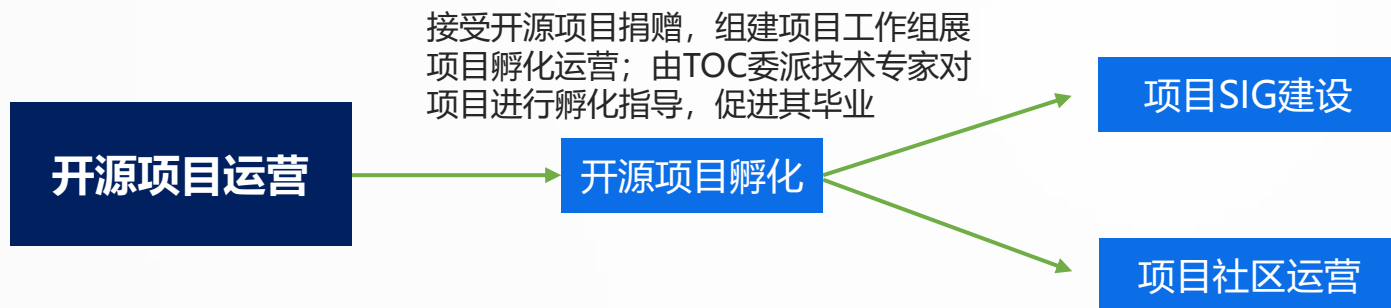 接受开源项目捐赠，组建项目工作组展
项目孵化运营；由TOC委派技术专家对
项目进行孵化指导，促进其毕业
开源项目运营
开源项目孵化
项目SIG建设
项目社区运营